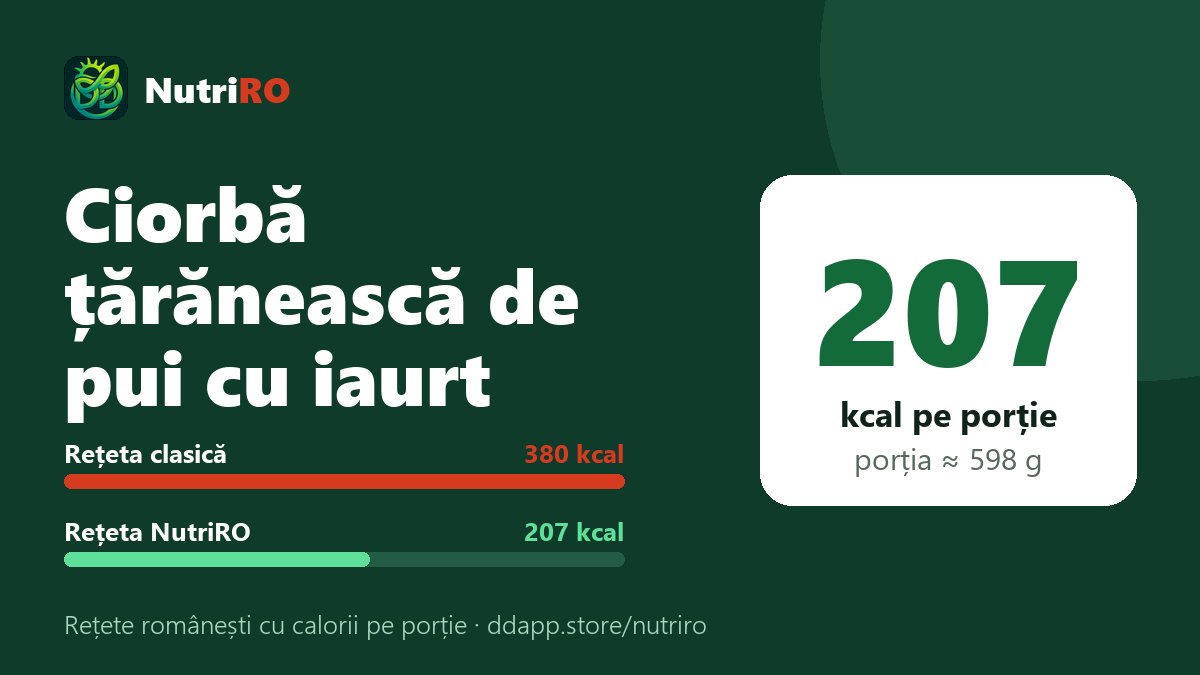 NutriRO
Ciorbă
țărănească de
pui cu iaurt
Rețeta clasică 380 kcal
Rețeta NutriRO 207 kcal
207
kcal pe porție
porția ≈ 598 g
Rețete românești cu calorii pe porție · ddapp.store/nutriro